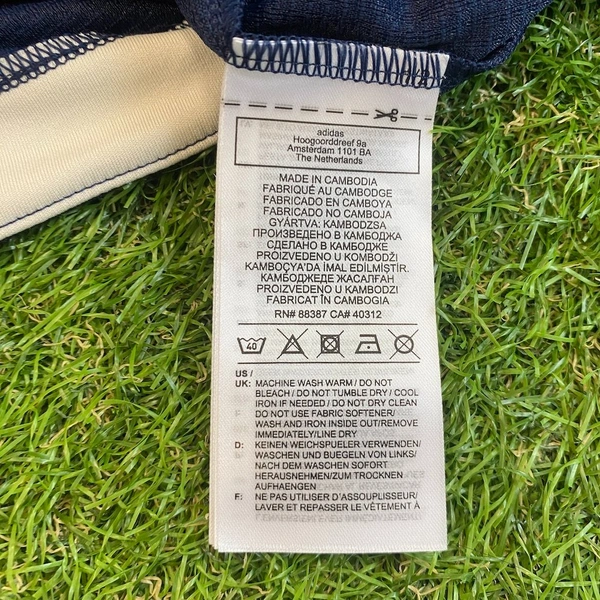 adidas
Hoogoorddreef 9a
Amsterdam 1101 BA
The Netherlands
MADE IN CAMBODIA
FABRIQUÉ AU CAMBODGE
FABRICADO EN CAMBOYA
FABRICADO NO CAMBOJA
GYÁRTVA: KAMBODZSA
ПРОИЗВЕДЕНО В КАМБОДЖА
СДЕЛАНО В КАМБОДЖЕ
PROIZVEDENO U KOMBODŽI
KAMBOÇYA'DA İMAL EDİLMİŞTİR.
КАМБОДЖЕДЕ ЖАСАЛҒАН
PROIZVEDENO U KAMBODZI
FABRICAT ÎN CAMBOGIA
RN# 88387 CA# 40312
40
US /
UK: MACHINE WASH WARM / DO NOT
BLEACH / DO NOT TUMBLE DRY / COOL
IRON IF NEEDED / DO NOT DRY CLEAN
DO NOT USE FABRIC SOFTENER/
WASH AND IRON INSIDE OUT/REMOVE
IMMEDIATELY/LINE DRY
D: KEINEN WEICHSPUELER VERWENDEN/
WASCHEN UND BUEGELN VON LINKS/
NACH DEM WASCHEN SOFORT
HERAUSNEHMEN/ZUM TROCKNEN
AUFHAENGEN
F: NE PAS UTILISER D'ASSOUPLISSEUR/
LAVER ET REPASSER LE VÊTEMENT À